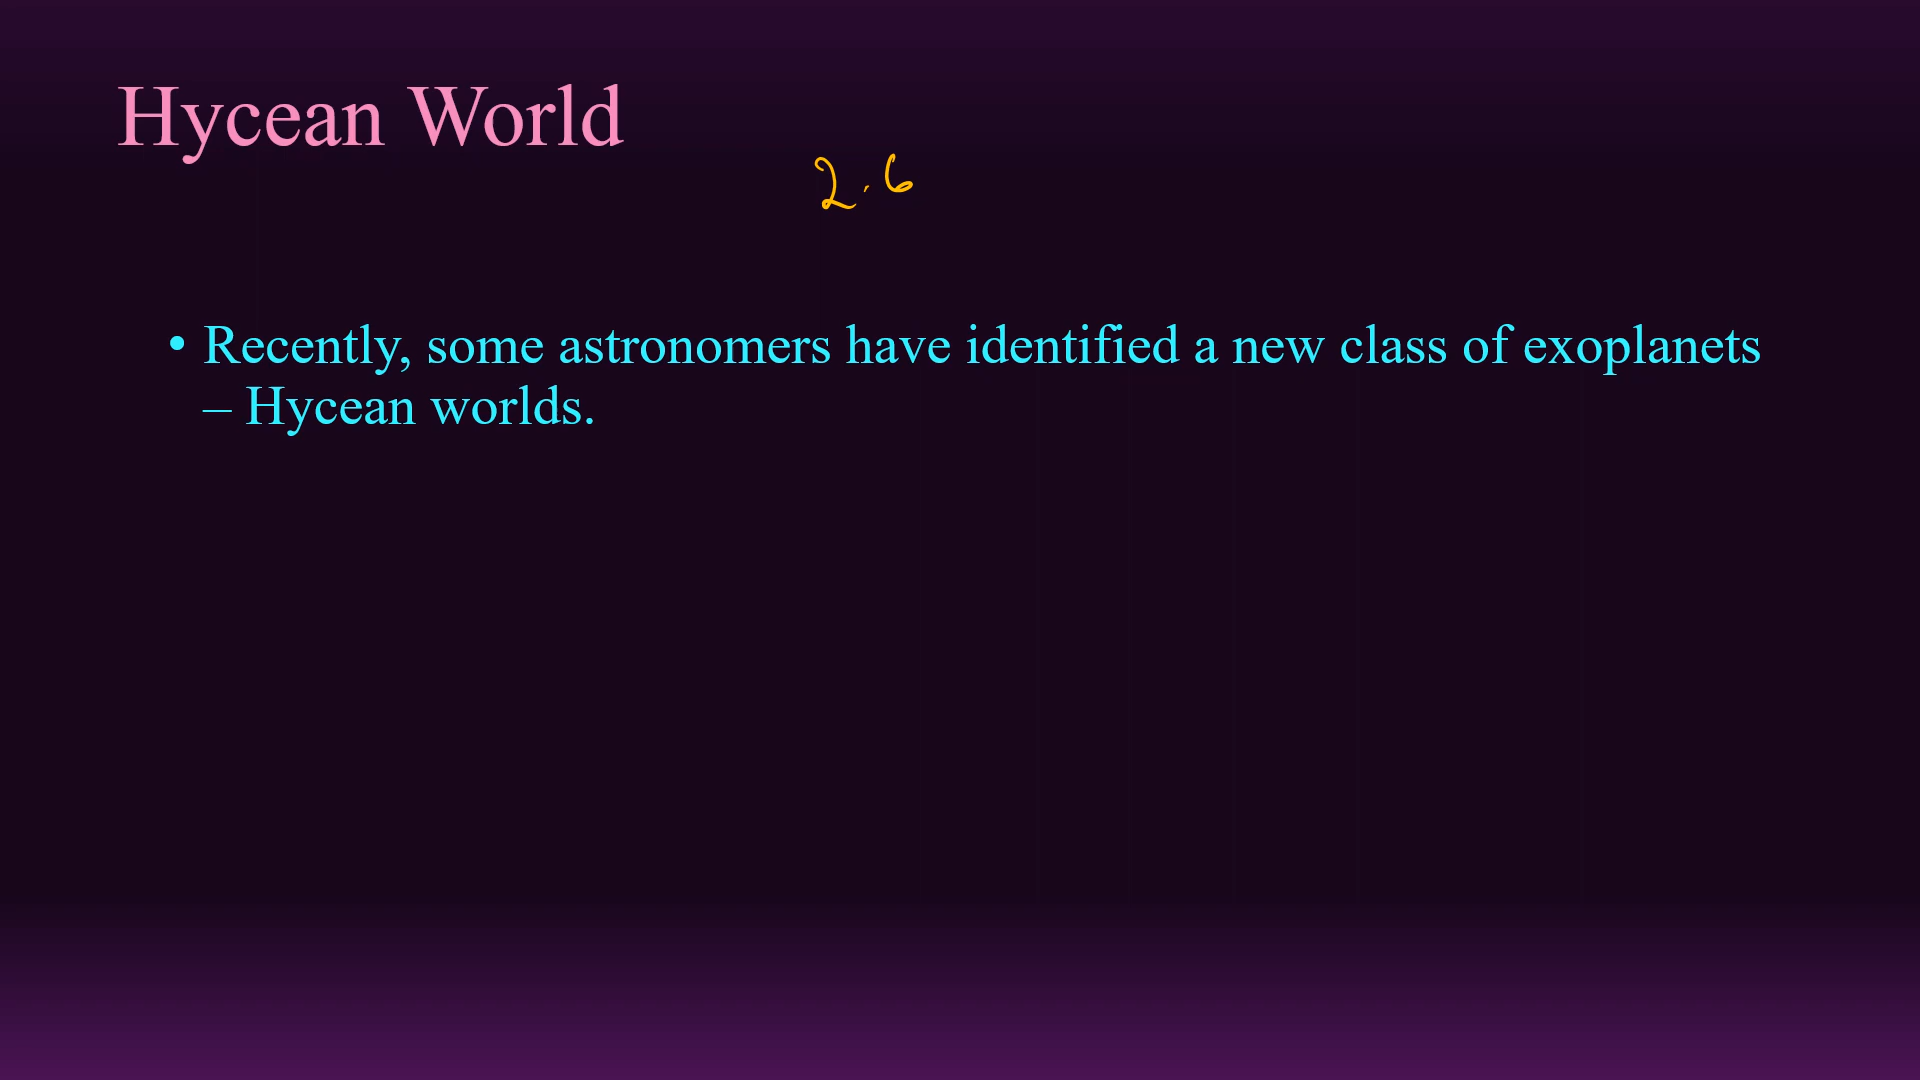 Hycean World
2.6
• Recently, some astronomers have identified a new class of exoplanets
– Hycean worlds.